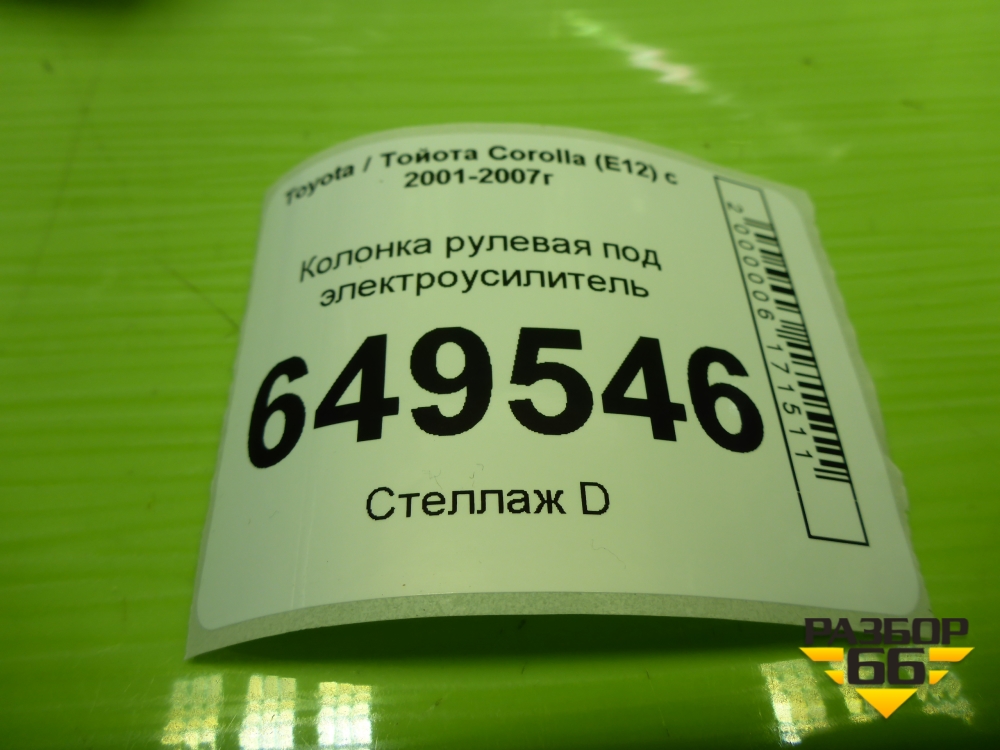 Toyota / Тойота Corolla (E12) с
2001-2007г
Колонка рулевая под
электроусилитель
649546
Стеллаж D
2000006171511
РАЗБОР
66